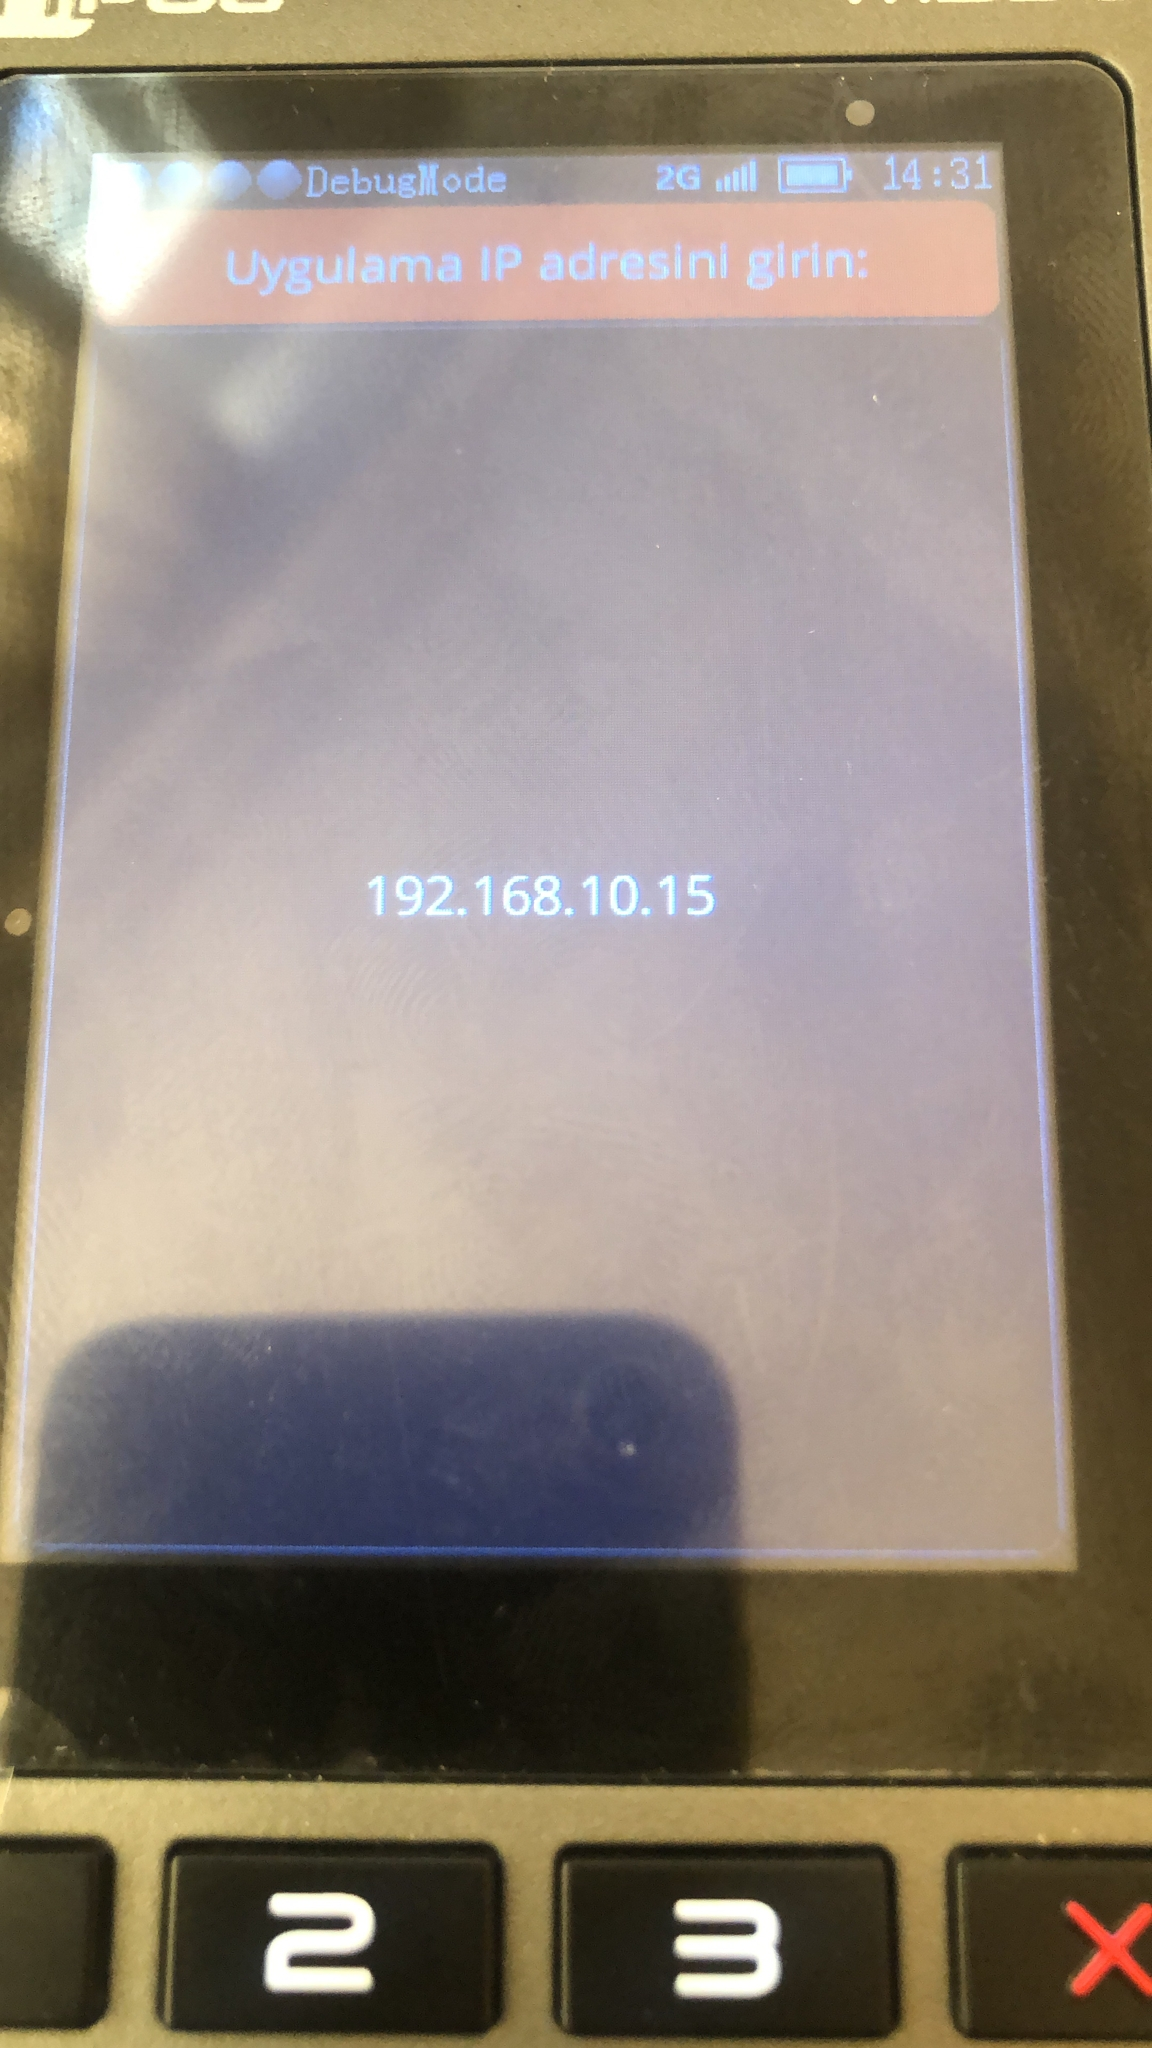 DebugMode 2G 14:31
Uygulama IP adresini girin:
192.168.10.15
2 3 X